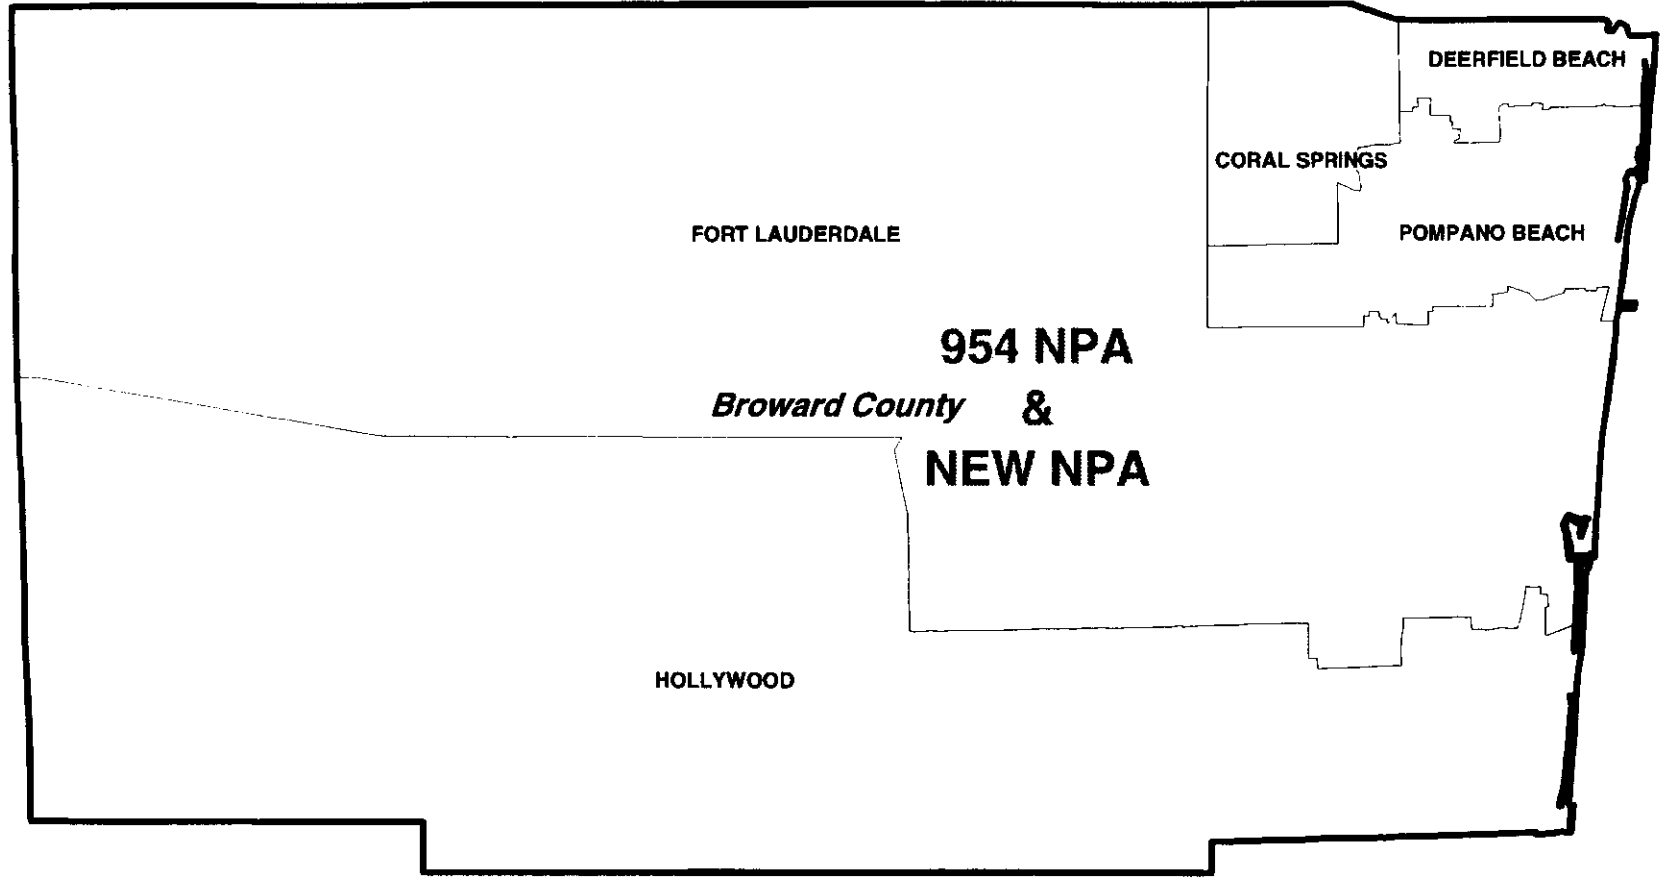 DEERFIELD BEACH
CORAL SPRINGS
FORT LAUDERDALE
POMPANO BEACH
954 NPA
Broward County
&
NEW NPA
HOLLYWOOD